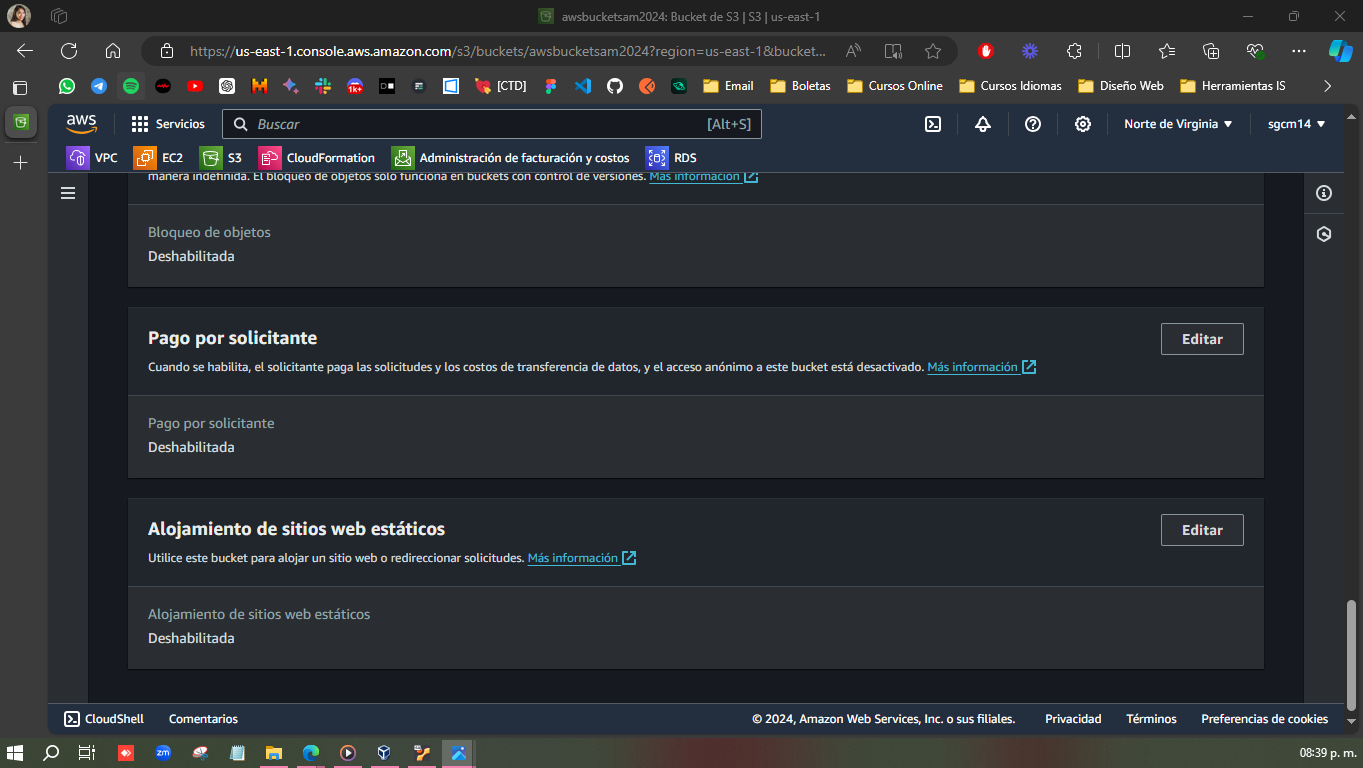 awsbucketsam2024: Bucket de S3 | S3 | us-east-1
https://us-east-1.console.aws.amazon.com/s3/buckets/awsbucketsam2024?region=us-east-1&bucket...
1k+
[CTD]
Email
Boletas
Cursos Online
Cursos Idiomas
Diseño Web
Herramientas IS
aws
Servicios
Buscar
[Alt+S]
Norte de Virginia
sgcm14
VPC
EC2
S3
CloudFormation
Administración de facturación y costos
RDS
manera indefinida. El bloqueo de objetos solo funciona en buckets con control de versiones. Más información
Bloqueo de objetos
Deshabilitada
Pago por solicitante
Editar
Cuando se habilita, el solicitante paga las solicitudes y los costos de transferencia de datos, y el acceso anónimo a este bucket está desactivado. Más información
Pago por solicitante
Deshabilitada
Alojamiento de sitios web estáticos
Editar
Utilice este bucket para alojar un sitio web o redireccionar solicitudes. Más información
Alojamiento de sitios web estáticos
Deshabilitada
CloudShell
Comentarios
© 2024, Amazon Web Services, Inc. o sus filiales.
Privacidad
Términos
Preferencias de cookies
zm
08:39 p. m.